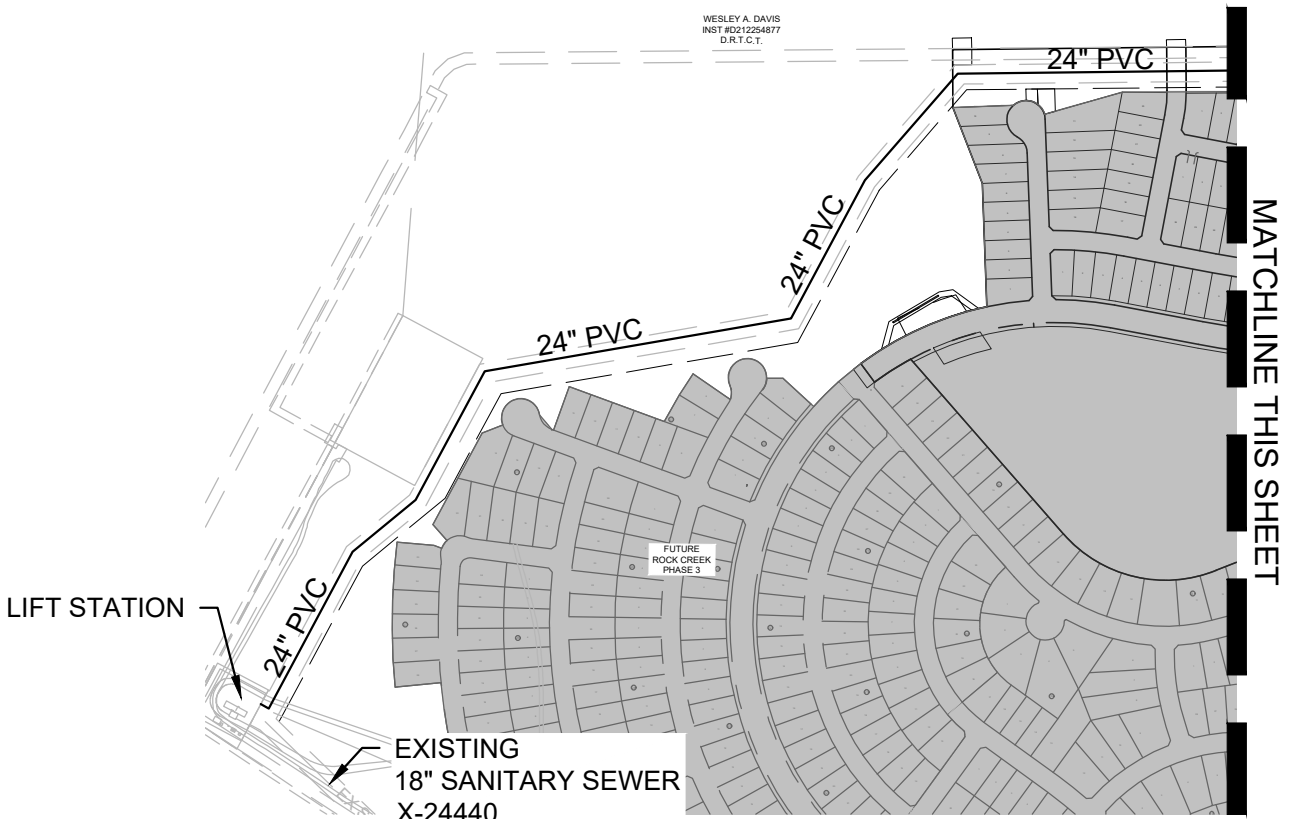 WESLEY A. DAVIS
INST #D212254877
D.R.T.C.T.
24" PVC
24" PVC
24" PVC
MATCHLINE THIS SHEET
FUTURE
ROCK CREEK
PHASE 3
24" PVC
LIFT STATION
EXISTING
18" SANITARY SEWER
X-24440